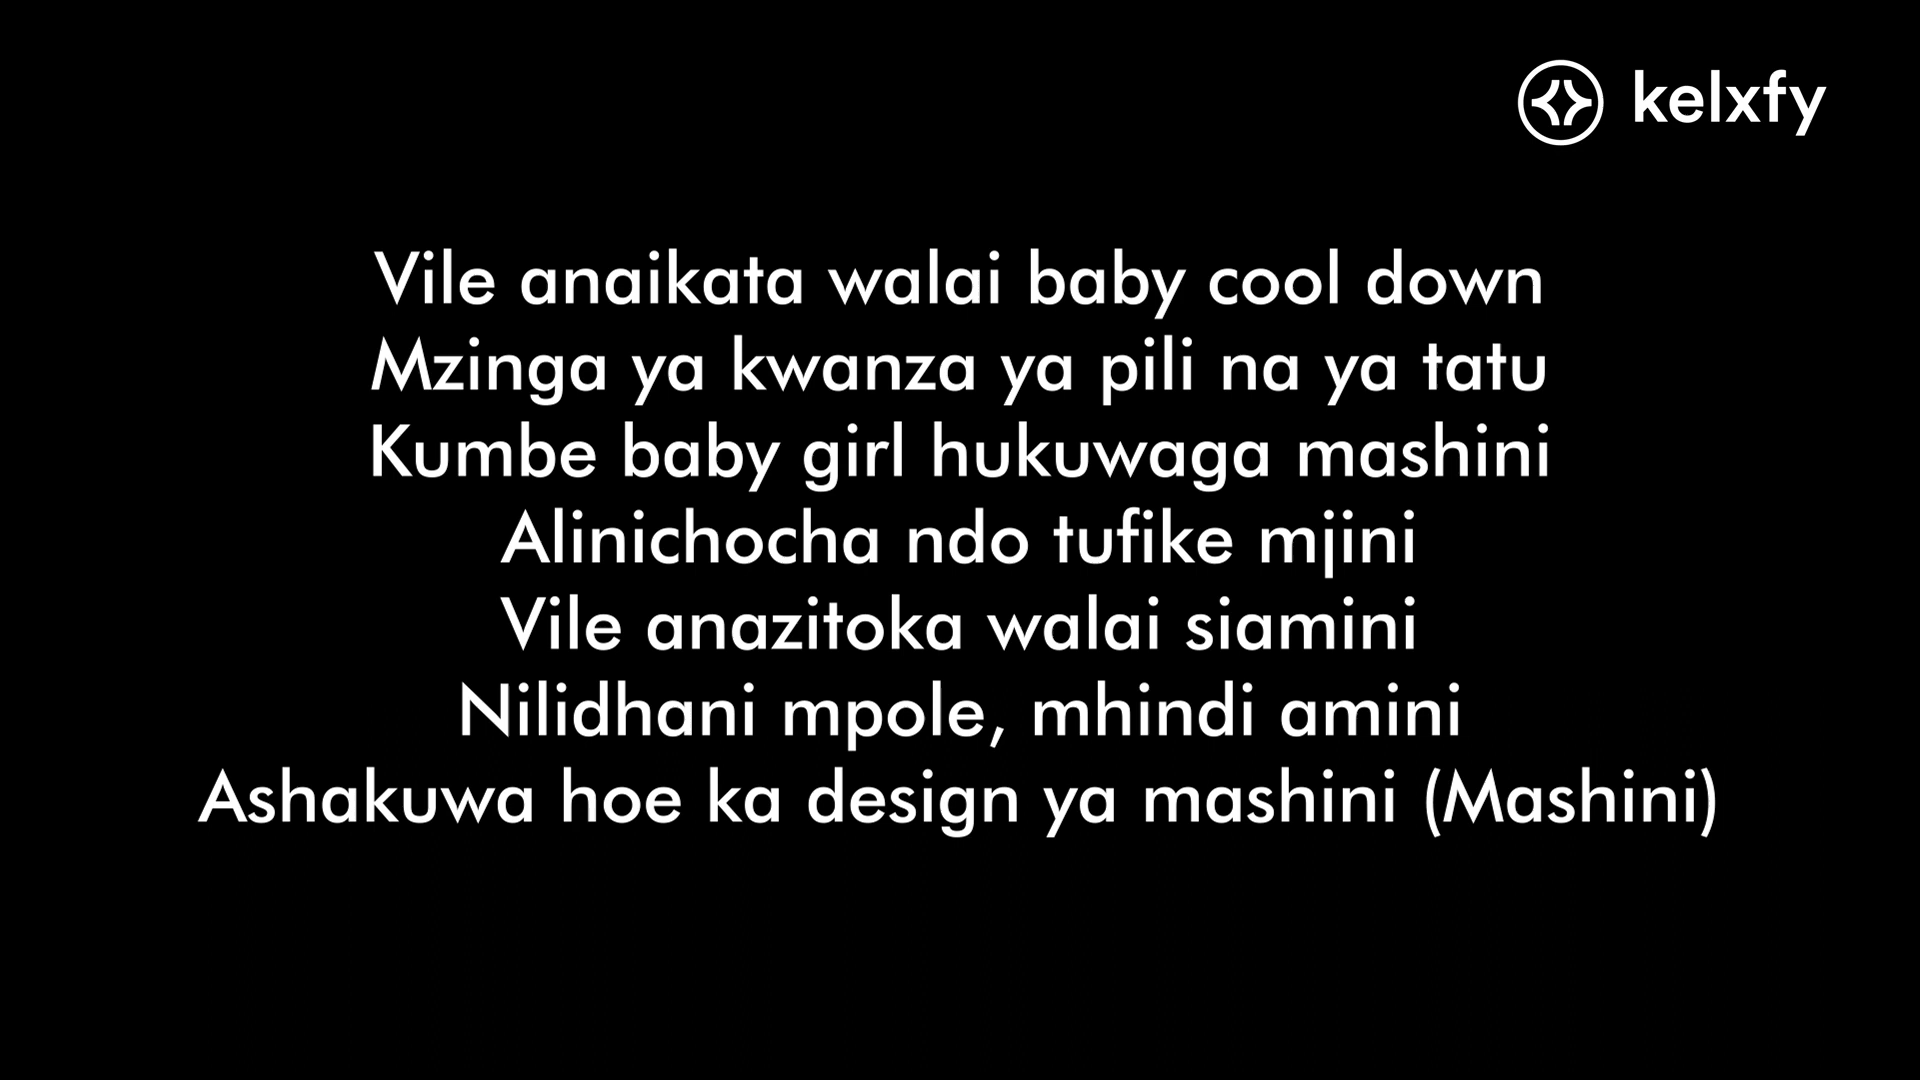 kelxfy
Vile anaikata walai baby cool down
Mzinga ya kwanza ya pili na ya tatu
Kumbe baby girl hukuwaga mashini
Alinichocha ndo tufike mjini
Vile anazitoka walai siamini
Nilidhani mpole, mhindi amini
Ashakuwa hoe ka design ya mashini (Mashini)